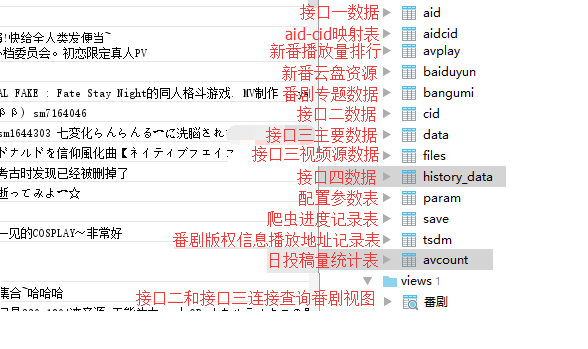 接口一数据 aid
!快给全人类发便当~ aid-cid映射表 aidcid
小档委员会。初恋限定真人PV 新番播放量排行 avplay
新番云盘资源 baiduyun
AL FAKE : Fate Stay Night的同人格斗游戏. MV制作 番剧专题数据 bangumi
ββ) sm7164046 接口二数据 cid
sm1644303 七変化らんらんる一に洗脳され 接口三主要数据 data
ドナルドを信仰風化曲【ネイティブフェイス 接口三视频源数据 files
考古时发现已经被删掉了 接口四数据 history_data
逝ってみよー☆ 配置参数表 param
爬虫进度记录表 save
一见的COSPLAY～非常好 番剧版权信息播放地址记录表 tsdm
日投稿量统计表 avcount
views 1
集合~哈哈哈 接口二和接口三连接查询番剧视图 番剧